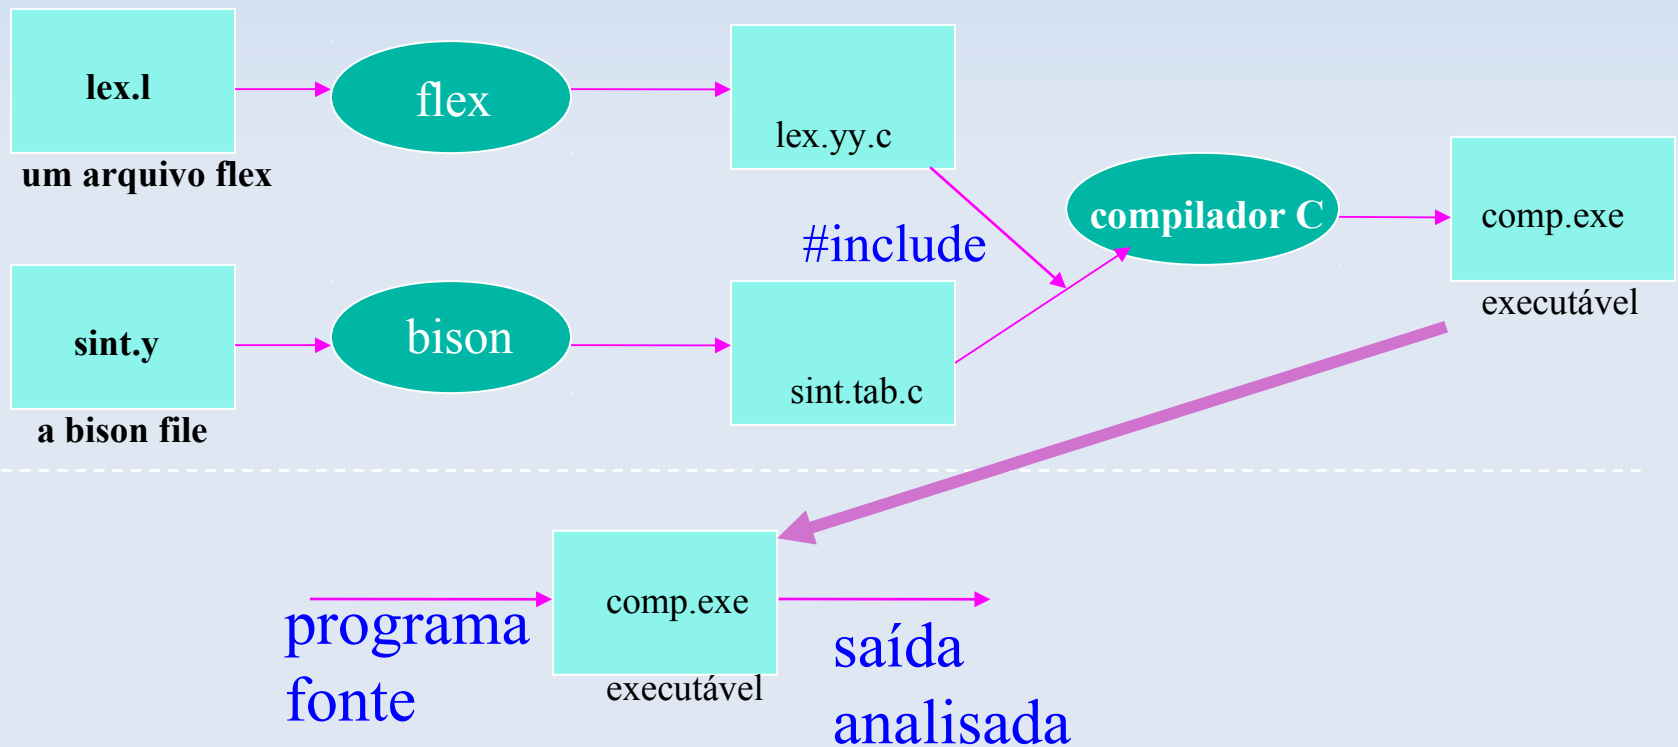 lex.l
flex
lex.yy.c
um arquivo flex
compilador C
comp.exe
executável
#include
sint.y
bison
sint.tab.c
a bison file
programa
fonte
comp.exe
executável
saída
analisada